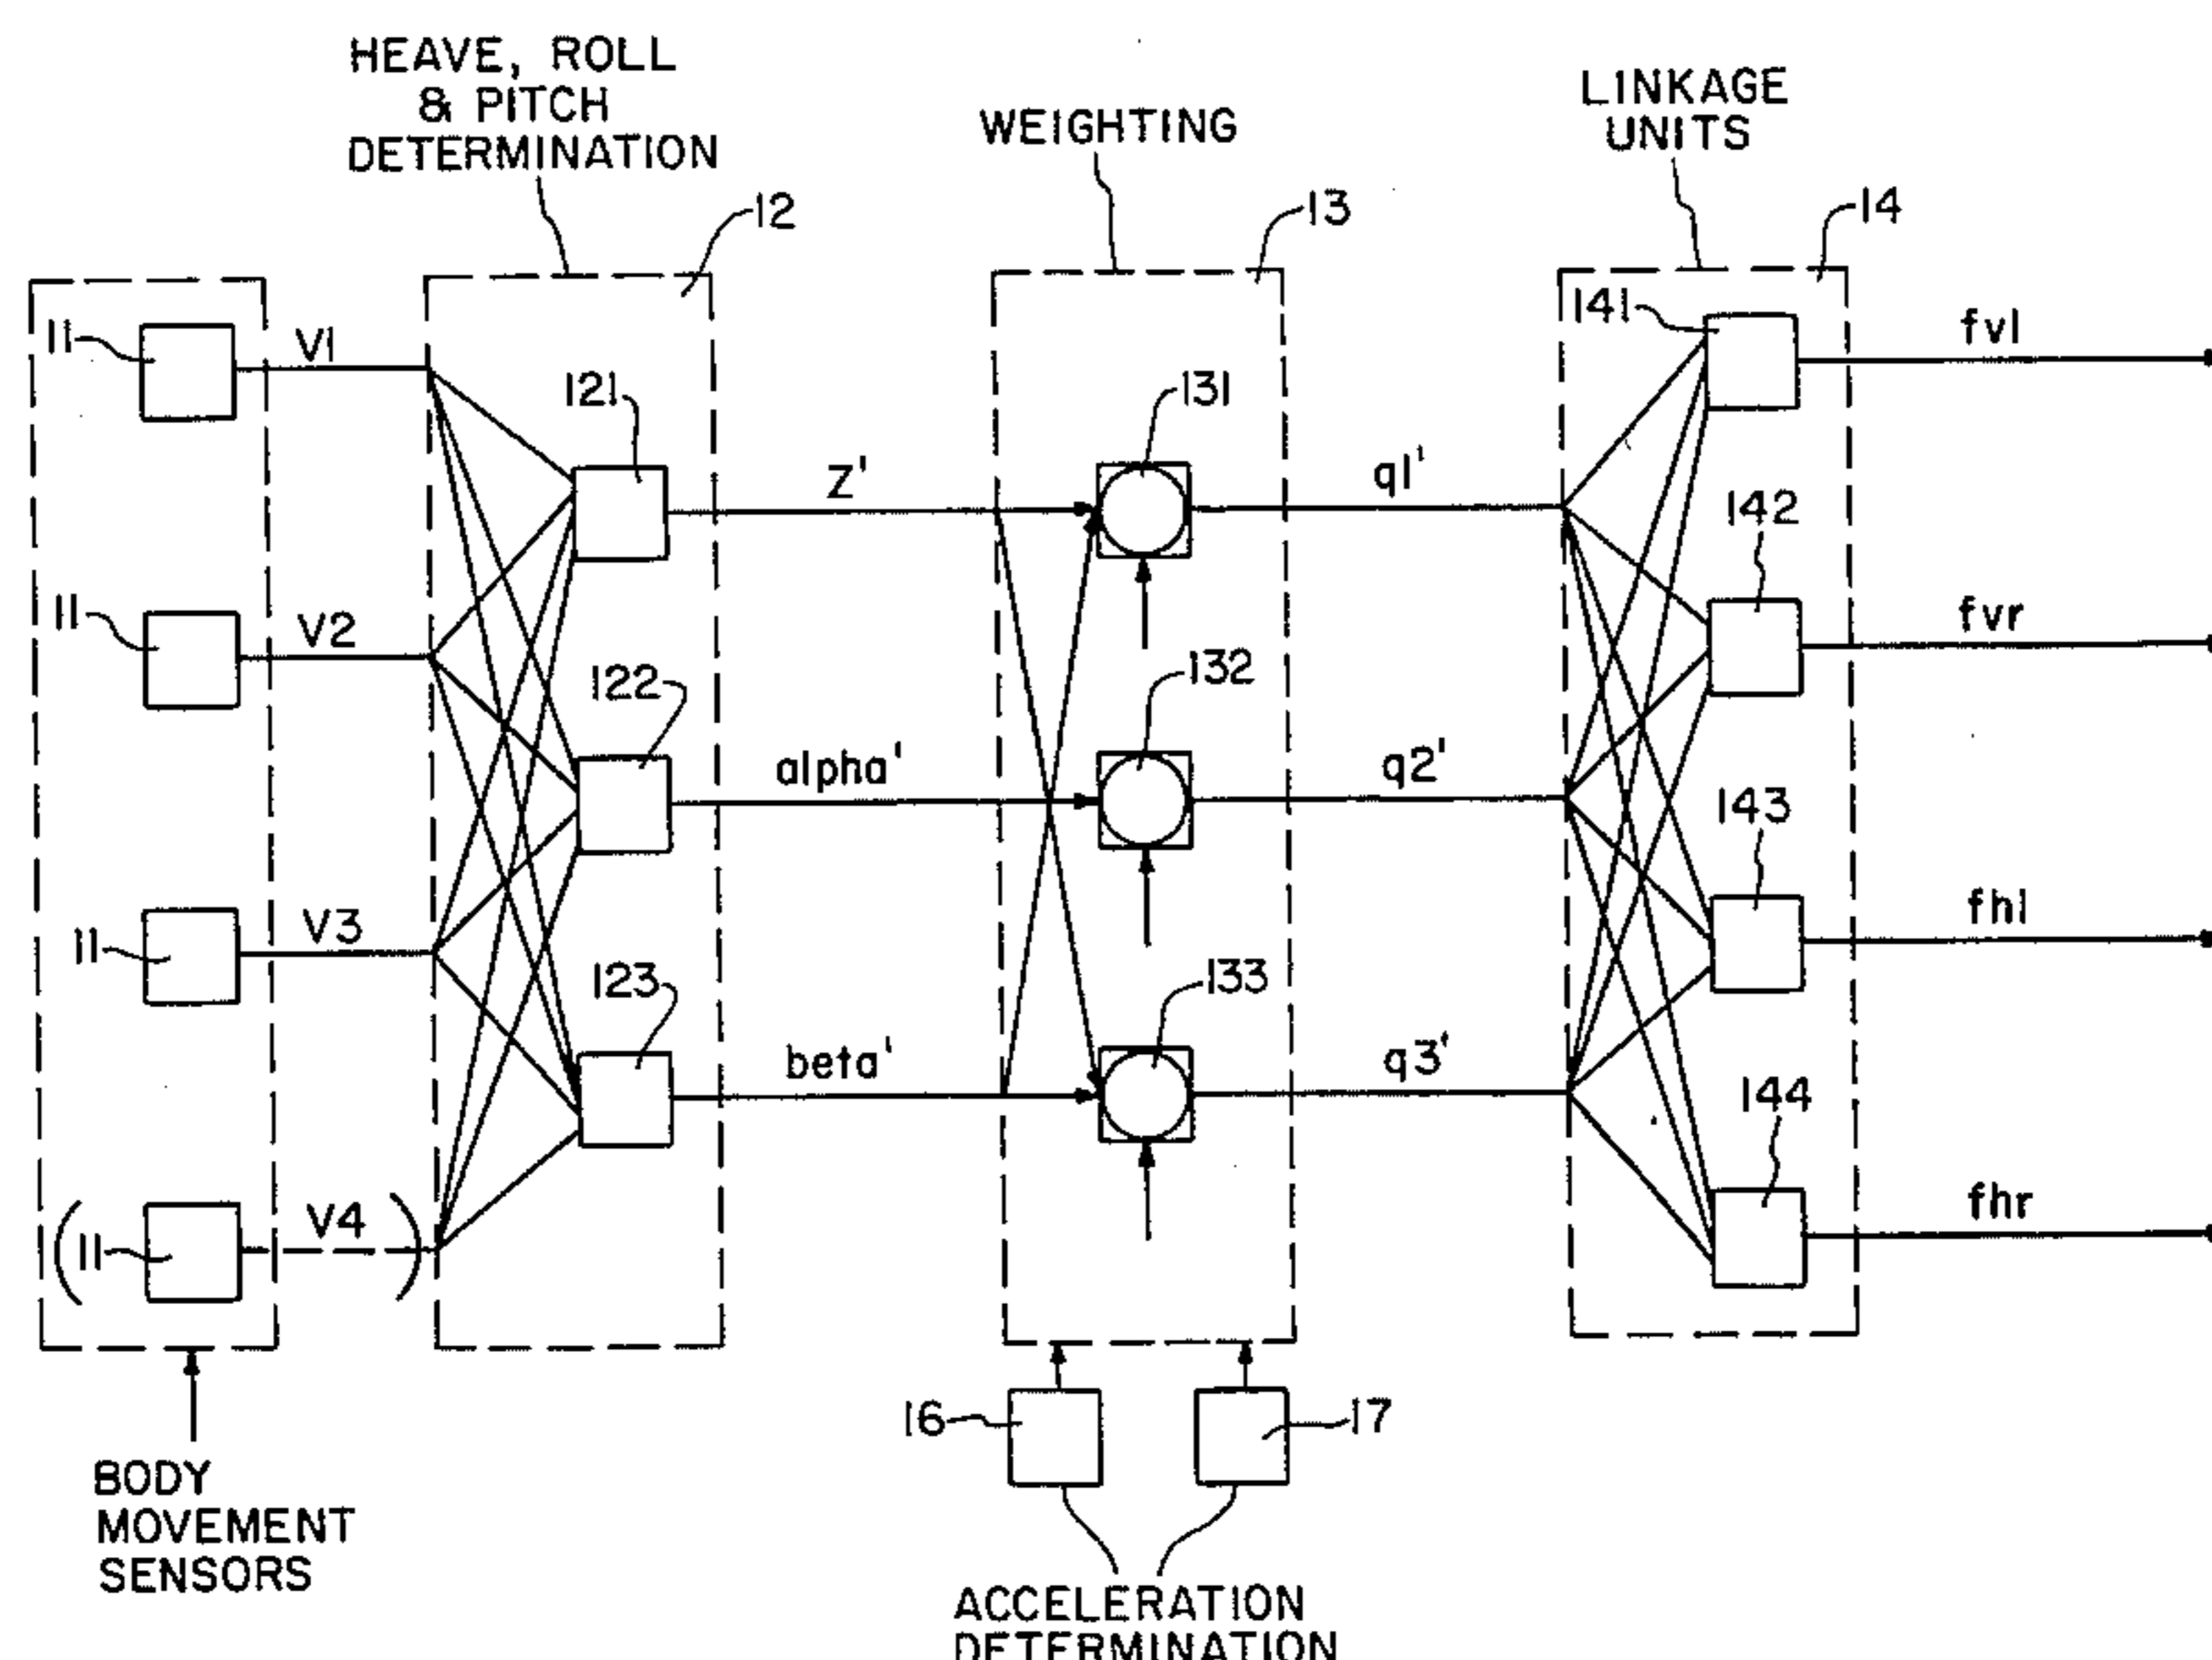 HEAVE, ROLL
& PITCH
DETERMINATION
WEIGHTING
LINKAGE
UNITS
12
13
14
11
V1
121
Z'
131
q1'
141
fvl
11
V2
122
alpha'
132
q2'
142
fvr
11
V3
123
beta'
133
q3'
143
fhl
(11
V4)
144
fhr
16
17
BODY
MOVEMENT
SENSORS
ACCELERATION
DETERMINATION